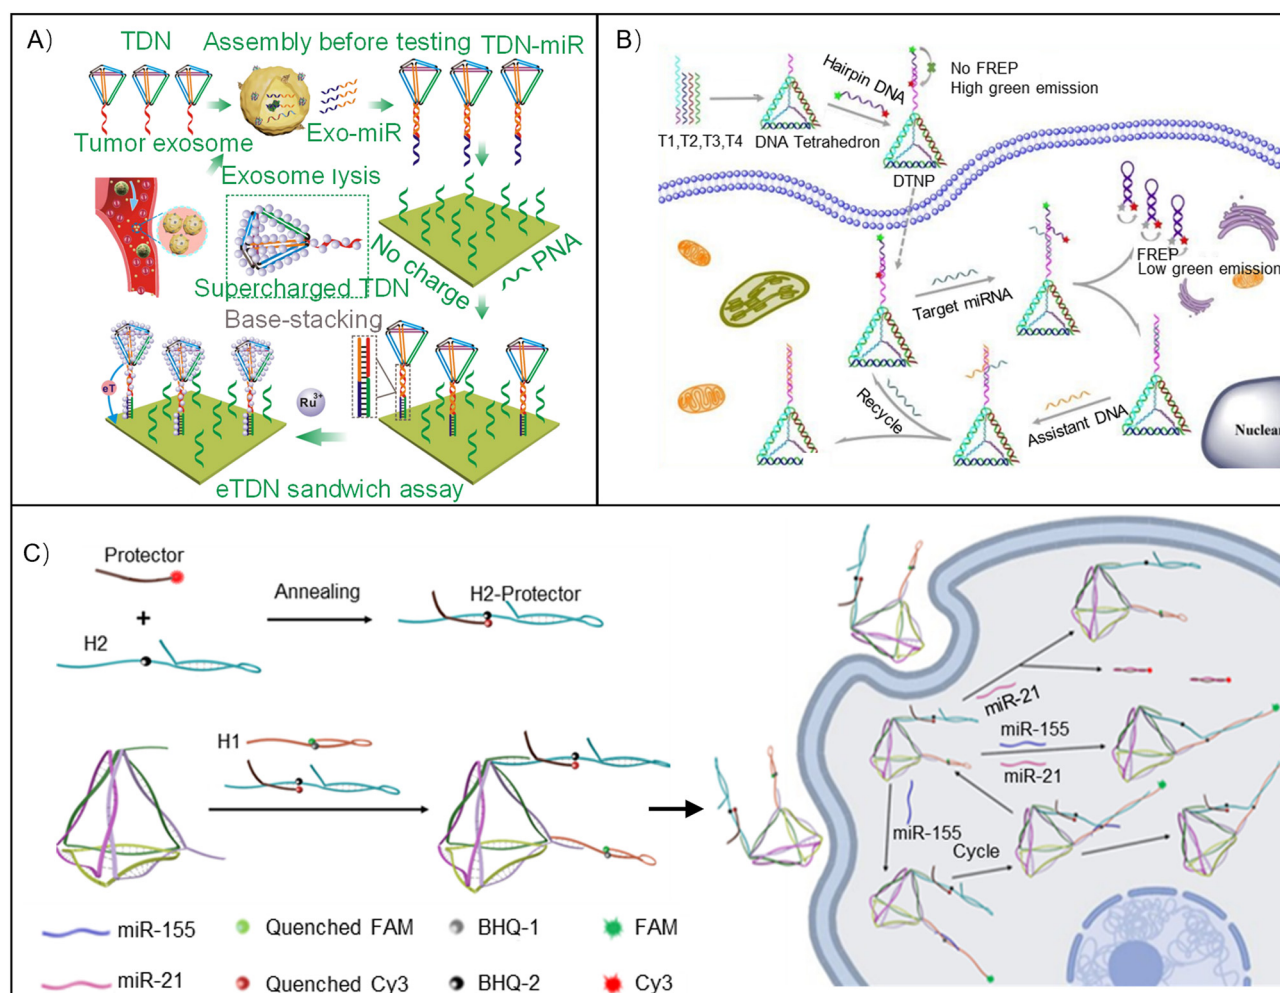 A)
TDN
Assembly before testing
TDN-miR
Tumor exosome
Exo-miR
Exosome lysis
No charge
PNA
Supercharged TDN
Base-stacking
eT
Ru3+
eTDN sandwich assay
B)
T1,T2,T3,T4
DNA Tetrahedron
Hairpin DNA
No FREP
High green emission
DTNP
Target miRNA
FREP
Low green emission
Recycle
Assistant DNA
Nuclear
C)
Protector
+
H2
Annealing
H2-Protector
H1
miR-21
miR-155
miR-21
miR-155
Cycle
miR-155
Quenched FAM
BHQ-1
FAM
miR-21
Quenched Cy3
BHQ-2
Cy3